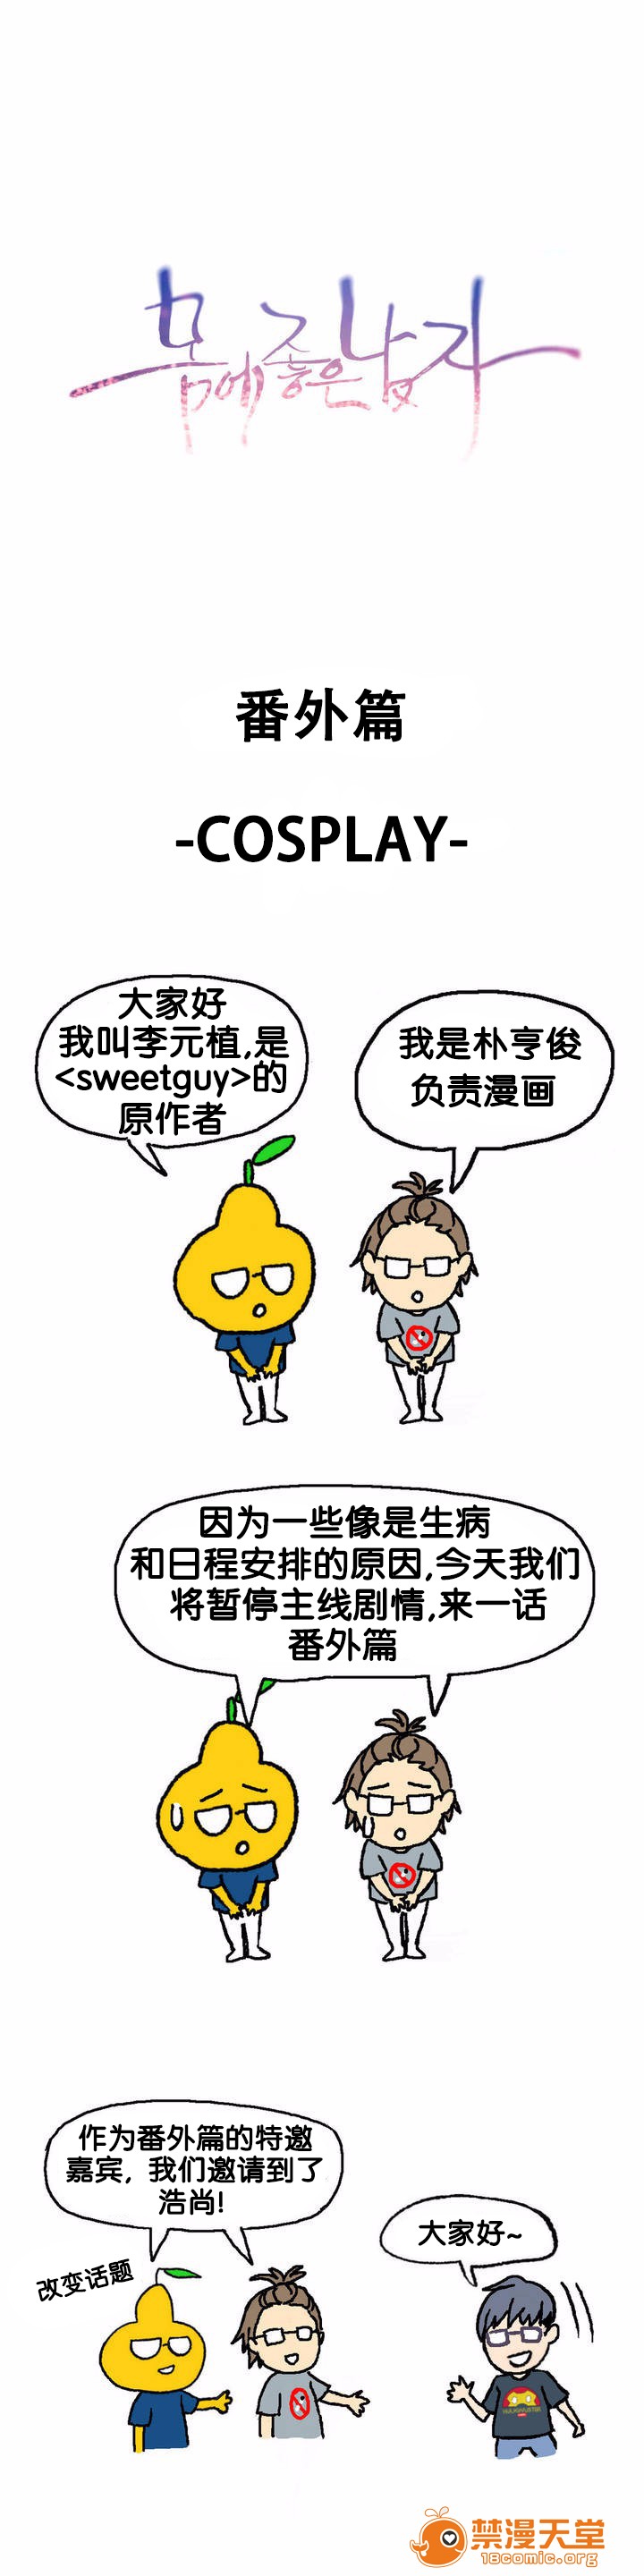 몸에 좋은 남자
番外篇
-COSPLAY-
大家好
我叫李元植,是
<sweetguy>的
原作者
我是朴亨俊
负责漫画
因为一些像是生病
和日程安排的原因,今天我们
将暂停主线剧情,来一话
番外篇
作为番外篇的特邀
嘉宾, 我们邀请到了
浩尚!
大家好~
改变话题
HULKBUSTER
禁漫天堂
18comic.org